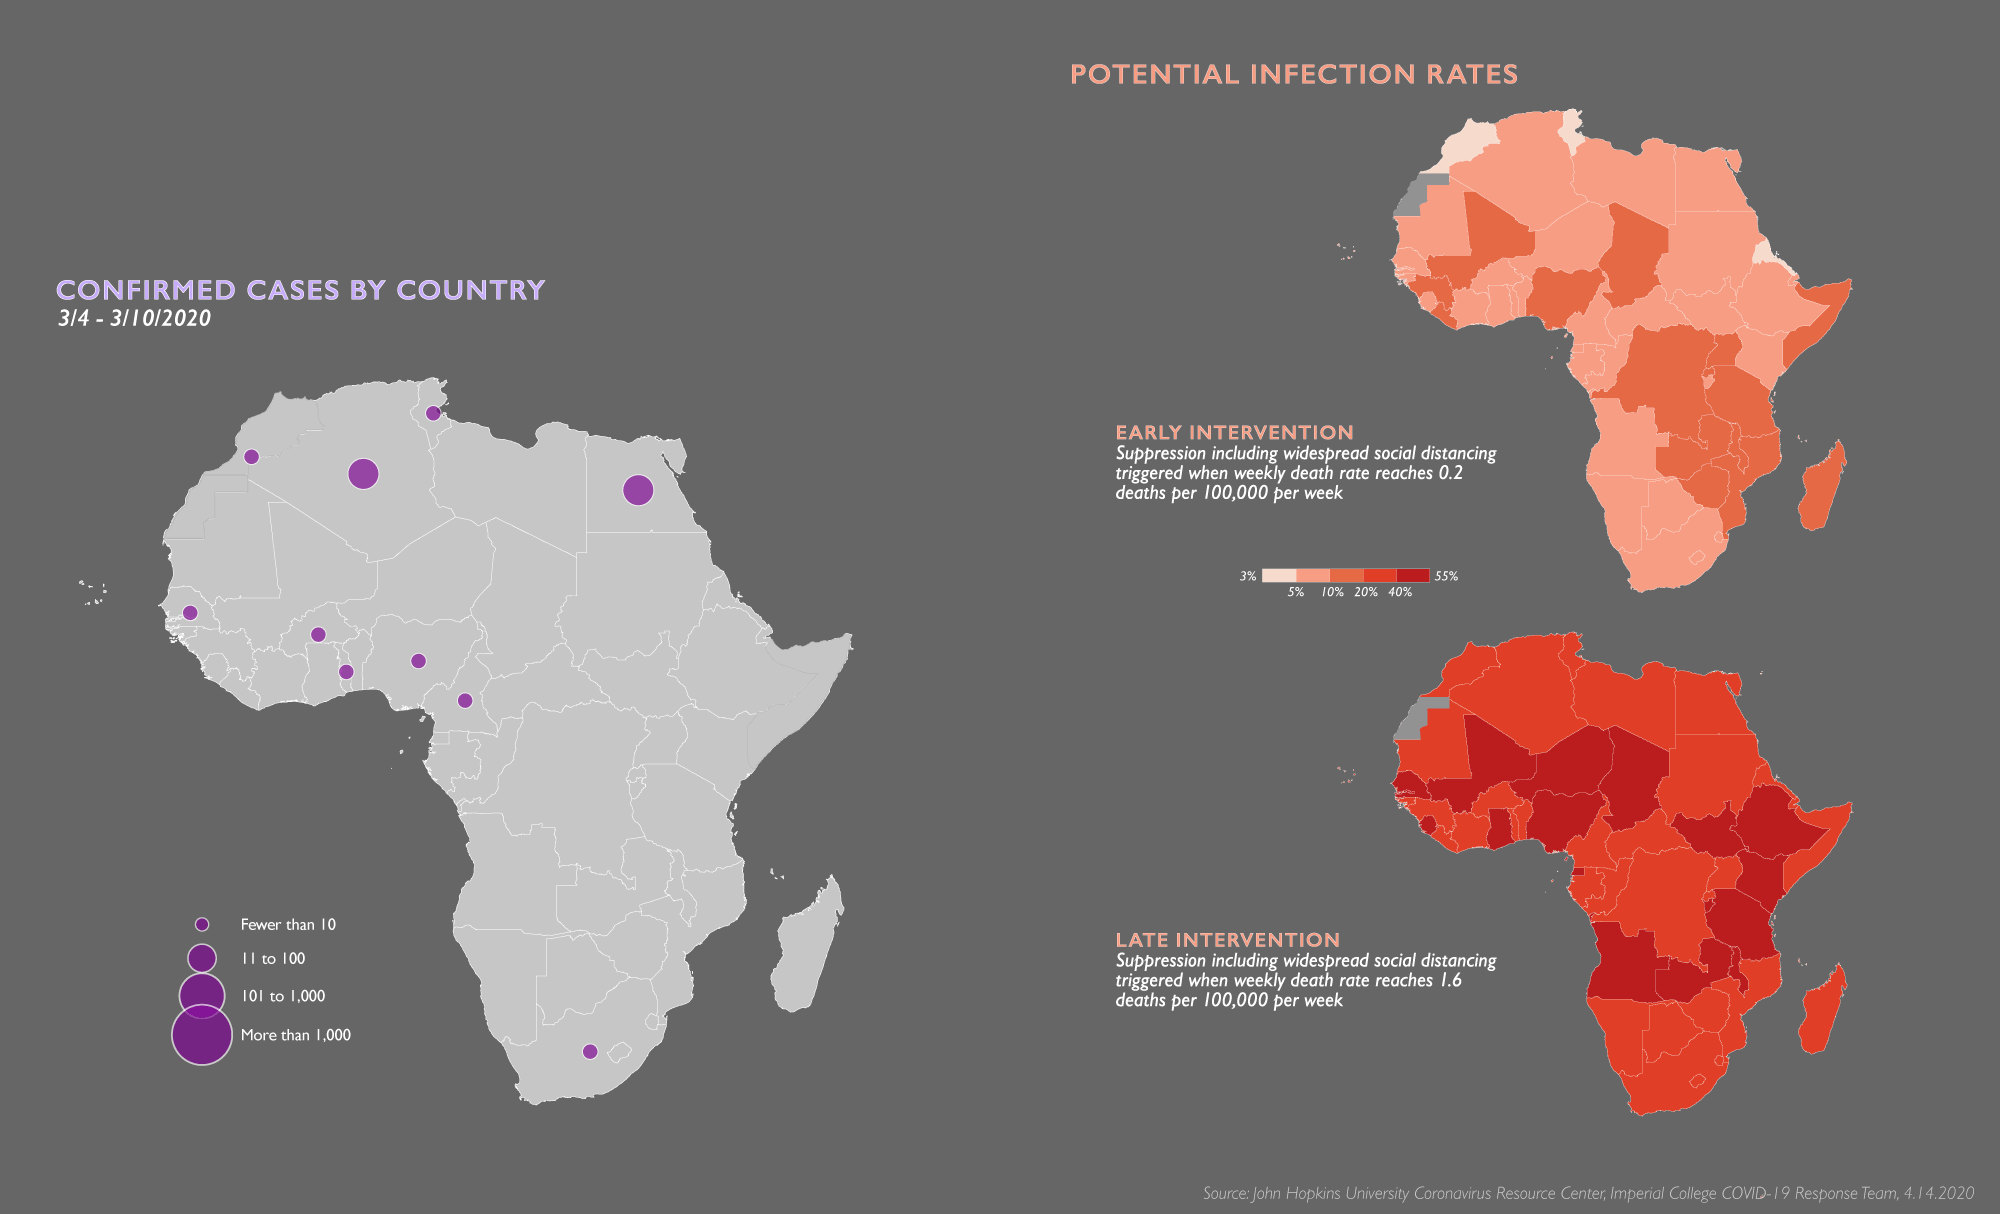 POTENTIAL INFECTION RATES
CONFIRMED CASES BY COUNTRY
3/4 - 3/10/2020
EARLY INTERVENTION
Suppression including widespread social distancing
triggered when weekly death rate reaches 0.2
deaths per 100,000 per week
3% 55%
5% 10% 20% 40%
Fewer than 10
11 to 100
101 to 1,000
More than 1,000
LATE INTERVENTION
Suppression including widespread social distancing
triggered when weekly death rate reaches 1.6
deaths per 100,000 per week
Source: John Hopkins University Coronavirus Resource Center, Imperial College COVID-19 Response Team, 4.14.2020